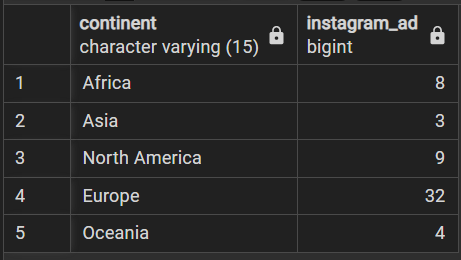 continent instagram_ad
character varying (15) bigint
1 Africa 8
2 Asia 3
3 North America 9
4 Europe 32
5 Oceania 4